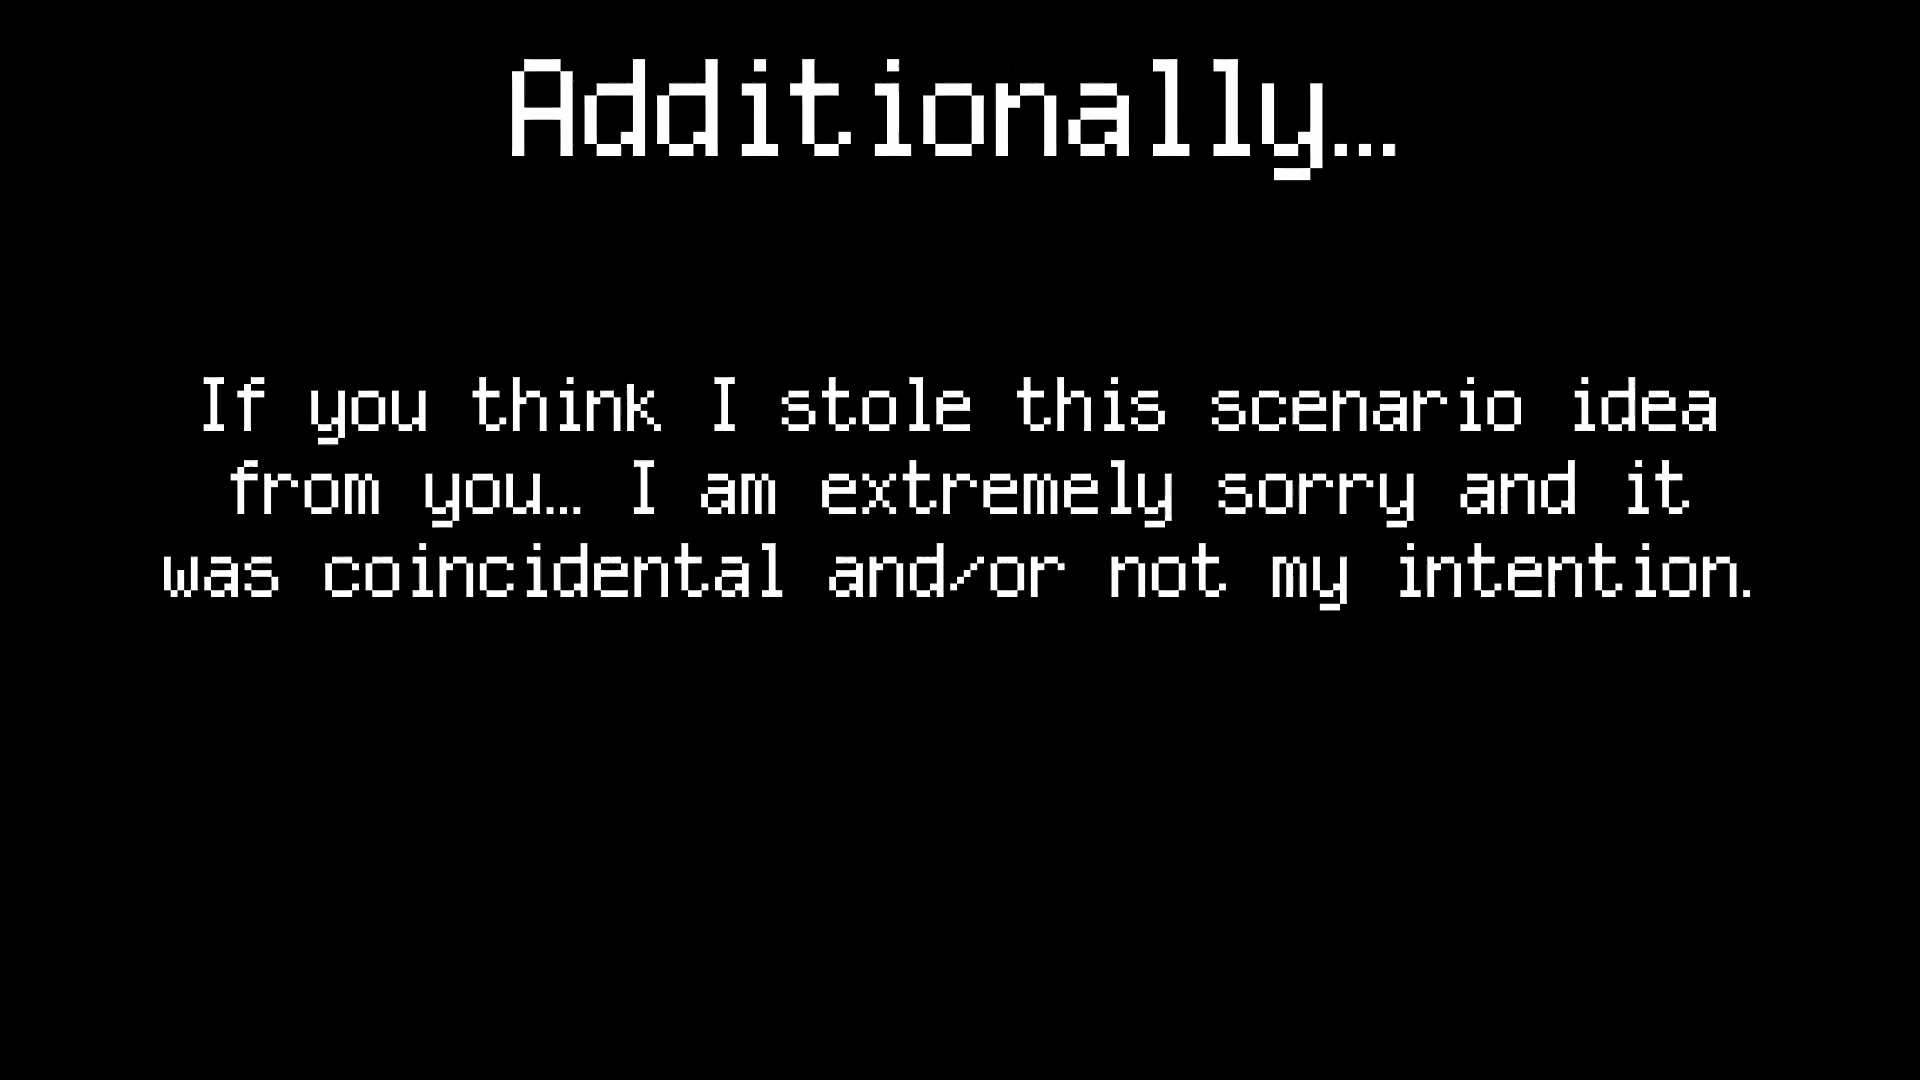 Additionally…
If you think I stole this scenario idea
from you… I am extremely sorry and it
was coincidental and/or not my intention.